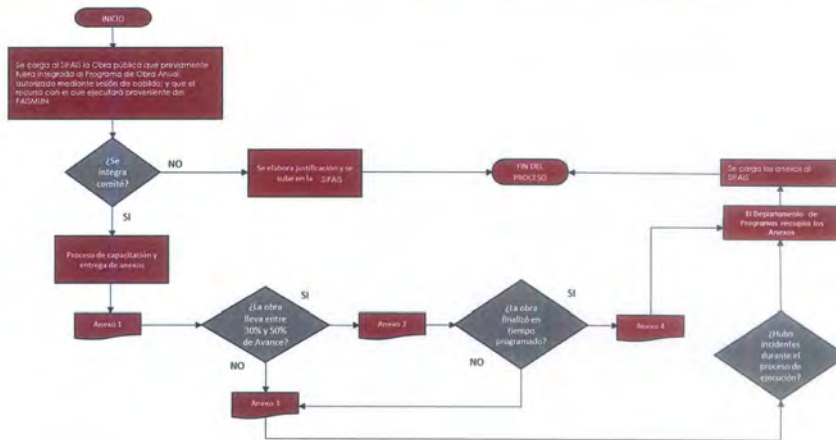 INICIO
Se carga al SIFAIS la Obra pública que previamente
fuera integrada al Programa de Obra Anual
autorizado mediante sesión de cabildo; y que el
recurso con el que ejecutará proveniente del
FAISMUN
¿Se
integra
comité?
NO
Se elabora justificación y se
sube en la SIFAIS
FIN DEL
PROCESO
Se carga los anexos al
SIFAIS
SI
El Departamento de
Programas recopila los
Anexos
Proceso de capacitación y
entrega de anexos
Anexo 1
¿La obra
lleva entre
30% y 50%
de Avance?
SI
Anexo 2
¿La obra
finalizó en
tiempo
programado?
SI
Anexo 4
¿Hubo
incidentes
durante el
proceso de
ejecución?
NO
NO
Anexo 3